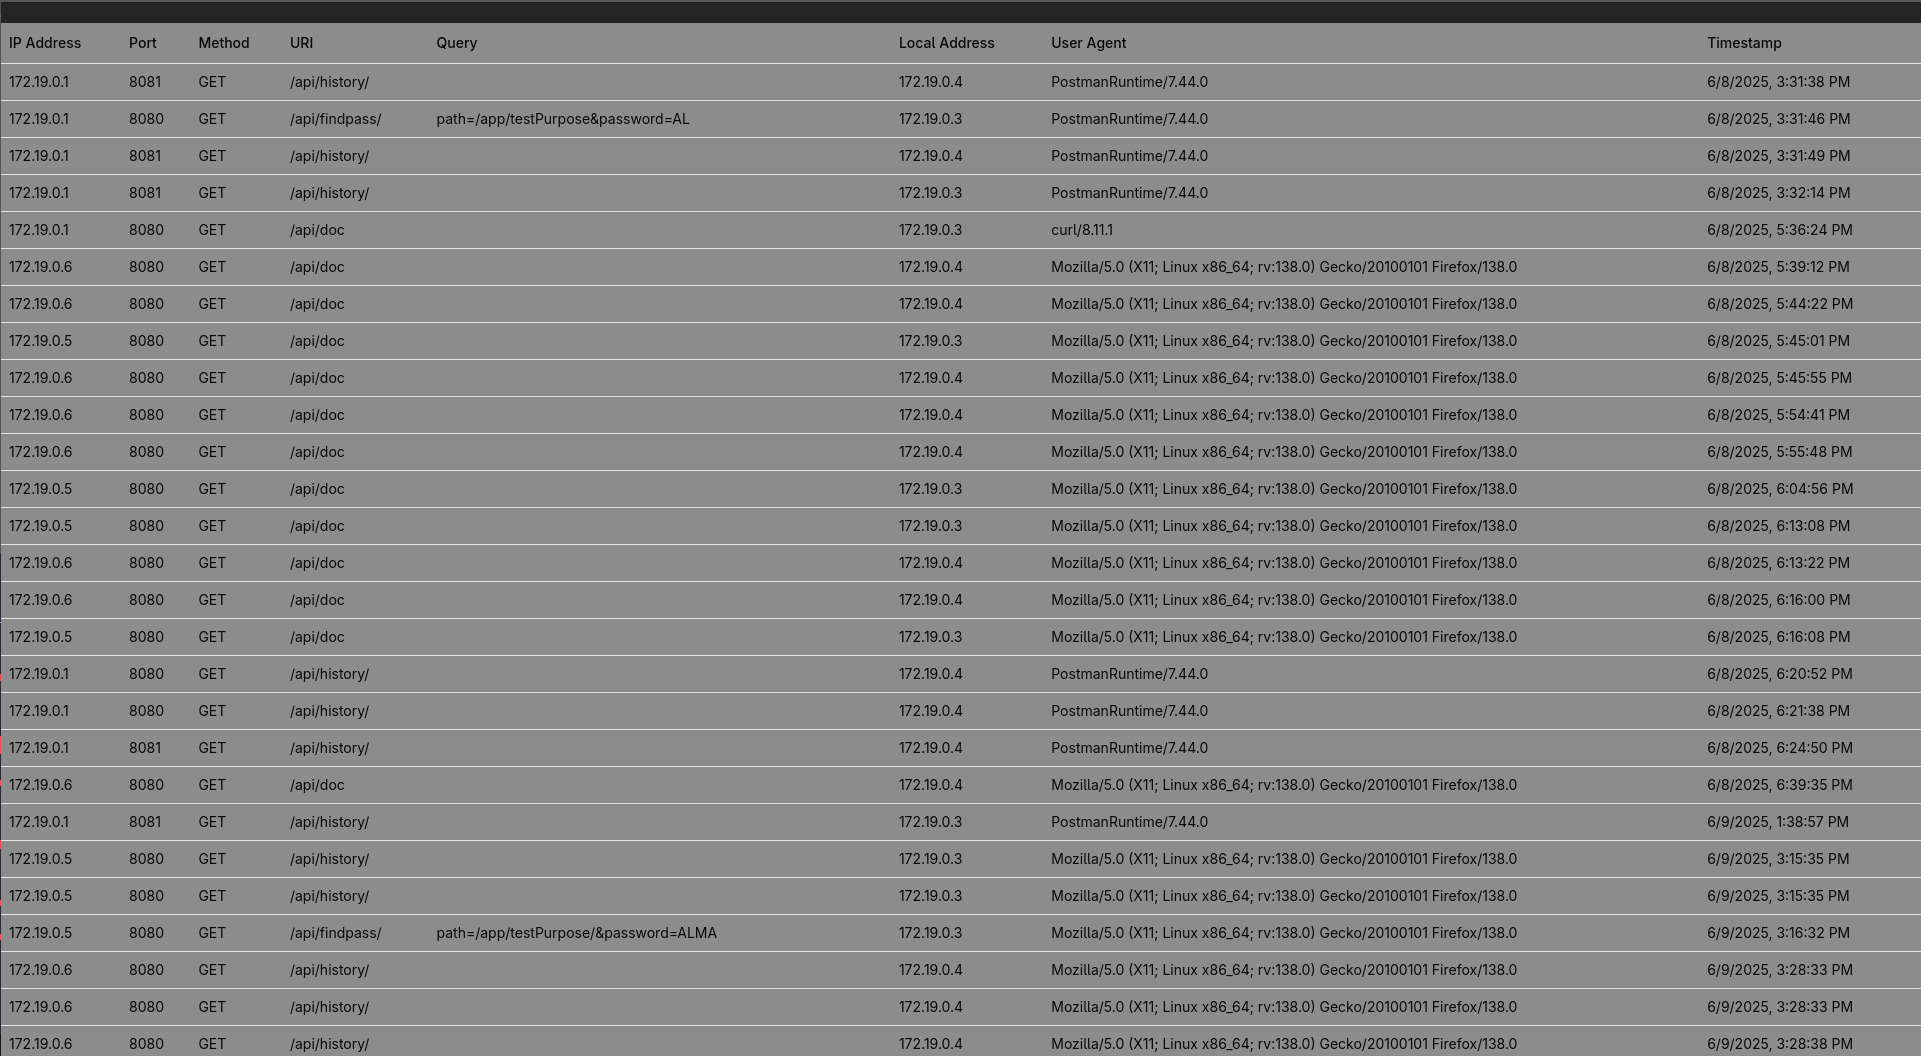 IP Address Port Method URI Query Local Address User Agent Timestamp
172.19.0.1 8081 GET /api/history/ 172.19.0.4 PostmanRuntime/7.44.0 6/8/2025, 3:31:38 PM
172.19.0.1 8080 GET /api/findpass/ path=/app/testPurpose&password=AL 172.19.0.3 PostmanRuntime/7.44.0 6/8/2025, 3:31:46 PM
172.19.0.1 8081 GET /api/history/ 172.19.0.4 PostmanRuntime/7.44.0 6/8/2025, 3:31:49 PM
172.19.0.1 8081 GET /api/history/ 172.19.0.3 PostmanRuntime/7.44.0 6/8/2025, 3:32:14 PM
172.19.0.1 8080 GET /api/doc 172.19.0.3 curl/8.11.1 6/8/2025, 5:36:24 PM
172.19.0.6 8080 GET /api/doc 172.19.0.4 Mozilla/5.0 (X11; Linux x86_64; rv:138.0) Gecko/20100101 Firefox/138.0 6/8/2025, 5:39:12 PM
172.19.0.6 8080 GET /api/doc 172.19.0.4 Mozilla/5.0 (X11; Linux x86_64; rv:138.0) Gecko/20100101 Firefox/138.0 6/8/2025, 5:44:22 PM
172.19.0.5 8080 GET /api/doc 172.19.0.3 Mozilla/5.0 (X11; Linux x86_64; rv:138.0) Gecko/20100101 Firefox/138.0 6/8/2025, 5:45:01 PM
172.19.0.6 8080 GET /api/doc 172.19.0.4 Mozilla/5.0 (X11; Linux x86_64; rv:138.0) Gecko/20100101 Firefox/138.0 6/8/2025, 5:45:55 PM
172.19.0.6 8080 GET /api/doc 172.19.0.4 Mozilla/5.0 (X11; Linux x86_64; rv:138.0) Gecko/20100101 Firefox/138.0 6/8/2025, 5:54:41 PM
172.19.0.6 8080 GET /api/doc 172.19.0.4 Mozilla/5.0 (X11; Linux x86_64; rv:138.0) Gecko/20100101 Firefox/138.0 6/8/2025, 5:55:48 PM
172.19.0.5 8080 GET /api/doc 172.19.0.3 Mozilla/5.0 (X11; Linux x86_64; rv:138.0) Gecko/20100101 Firefox/138.0 6/8/2025, 6:04:56 PM
172.19.0.5 8080 GET /api/doc 172.19.0.3 Mozilla/5.0 (X11; Linux x86_64; rv:138.0) Gecko/20100101 Firefox/138.0 6/8/2025, 6:13:08 PM
172.19.0.6 8080 GET /api/doc 172.19.0.4 Mozilla/5.0 (X11; Linux x86_64; rv:138.0) Gecko/20100101 Firefox/138.0 6/8/2025, 6:13:22 PM
172.19.0.6 8080 GET /api/doc 172.19.0.4 Mozilla/5.0 (X11; Linux x86_64; rv:138.0) Gecko/20100101 Firefox/138.0 6/8/2025, 6:16:00 PM
172.19.0.5 8080 GET /api/doc 172.19.0.3 Mozilla/5.0 (X11; Linux x86_64; rv:138.0) Gecko/20100101 Firefox/138.0 6/8/2025, 6:16:08 PM
172.19.0.1 8080 GET /api/history/ 172.19.0.4 PostmanRuntime/7.44.0 6/8/2025, 6:20:52 PM
172.19.0.1 8080 GET /api/history/ 172.19.0.4 PostmanRuntime/7.44.0 6/8/2025, 6:21:38 PM
172.19.0.1 8081 GET /api/history/ 172.19.0.4 PostmanRuntime/7.44.0 6/8/2025, 6:24:50 PM
172.19.0.6 8080 GET /api/doc 172.19.0.4 Mozilla/5.0 (X11; Linux x86_64; rv:138.0) Gecko/20100101 Firefox/138.0 6/8/2025, 6:39:35 PM
172.19.0.1 8081 GET /api/history/ 172.19.0.3 PostmanRuntime/7.44.0 6/9/2025, 1:38:57 PM
172.19.0.5 8080 GET /api/history/ 172.19.0.3 Mozilla/5.0 (X11; Linux x86_64; rv:138.0) Gecko/20100101 Firefox/138.0 6/9/2025, 3:15:35 PM
172.19.0.5 8080 GET /api/history/ 172.19.0.3 Mozilla/5.0 (X11; Linux x86_64; rv:138.0) Gecko/20100101 Firefox/138.0 6/9/2025, 3:15:35 PM
172.19.0.5 8080 GET /api/findpass/ path=/app/testPurpose/&password=ALMA 172.19.0.3 Mozilla/5.0 (X11; Linux x86_64; rv:138.0) Gecko/20100101 Firefox/138.0 6/9/2025, 3:16:32 PM
172.19.0.6 8080 GET /api/history/ 172.19.0.4 Mozilla/5.0 (X11; Linux x86_64; rv:138.0) Gecko/20100101 Firefox/138.0 6/9/2025, 3:28:33 PM
172.19.0.6 8080 GET /api/history/ 172.19.0.4 Mozilla/5.0 (X11; Linux x86_64; rv:138.0) Gecko/20100101 Firefox/138.0 6/9/2025, 3:28:33 PM
172.19.0.6 8080 GET /api/history/ 172.19.0.4 Mozilla/5.0 (X11; Linux x86_64; rv:138.0) Gecko/20100101 Firefox/138.0 6/9/2025, 3:28:38 PM